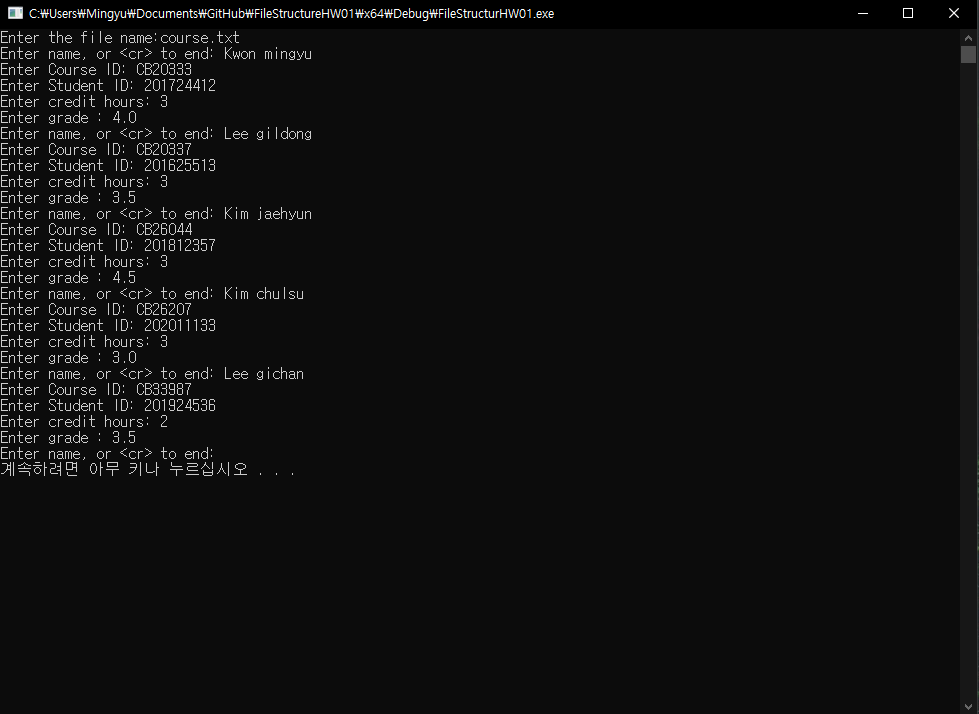 C:₩Users₩Mingyu₩Documents₩GitHub₩FileStructureHW01₩x64₩Debug₩FileStructurHW01.exe
Enter the file name:course.txt
Enter name, or <cr> to end: Kwon mingyu
Enter Course ID: CB20333
Enter Student ID: 201724412
Enter credit hours: 3
Enter grade : 4.0
Enter name, or <cr> to end: Lee gildong
Enter Course ID: CB20337
Enter Student ID: 201625513
Enter credit hours: 3
Enter grade : 3.5
Enter name, or <cr> to end: Kim jaehyun
Enter Course ID: CB26044
Enter Student ID: 201812357
Enter credit hours: 3
Enter grade : 4.5
Enter name, or <cr> to end: Kim chulsu
Enter Course ID: CB26207
Enter Student ID: 202011133
Enter credit hours: 3
Enter grade : 3.0
Enter name, or <cr> to end: Lee gichan
Enter Course ID: CB33987
Enter Student ID: 201924536
Enter credit hours: 2
Enter grade : 3.5
Enter name, or <cr> to end:
계속하려면 아무 키나 누르십시오 . . .